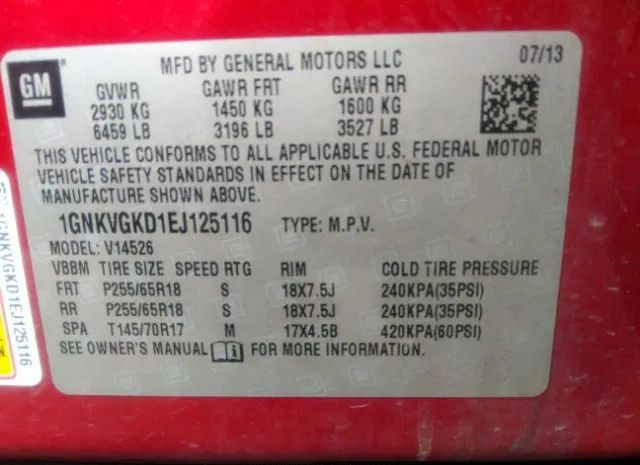 GM
MFD BY GENERAL MOTORS LLC 07/13
GVWR GAWR FRT GAWR RR
2930 KG 1450 KG 1600 KG
6459 LB 3196 LB 3527 LB
THIS VEHICLE CONFORMS TO ALL APPLICABLE U.S. FEDERAL MOTOR
VEHICLE SAFETY STANDARDS IN EFFECT ON THE DATE OF
MANUFACTURE SHOWN ABOVE.
1GNKVGKD1EJ125116 TYPE: M.P.V.
MODEL: V14526
VBBM TIRE SIZE SPEED RTG RIM COLD TIRE PRESSURE
FRT P255/65R18 S 18X7.5J 240KPA(35PSI)
RR P255/65R18 S 18X7.5J 240KPA(35PSI)
SPA T145/70R17 M 17X4.5B 420KPA(60PSI)
SEE OWNER'S MANUAL FOR MORE INFORMATION.
1GNKVGKD1EJ125116